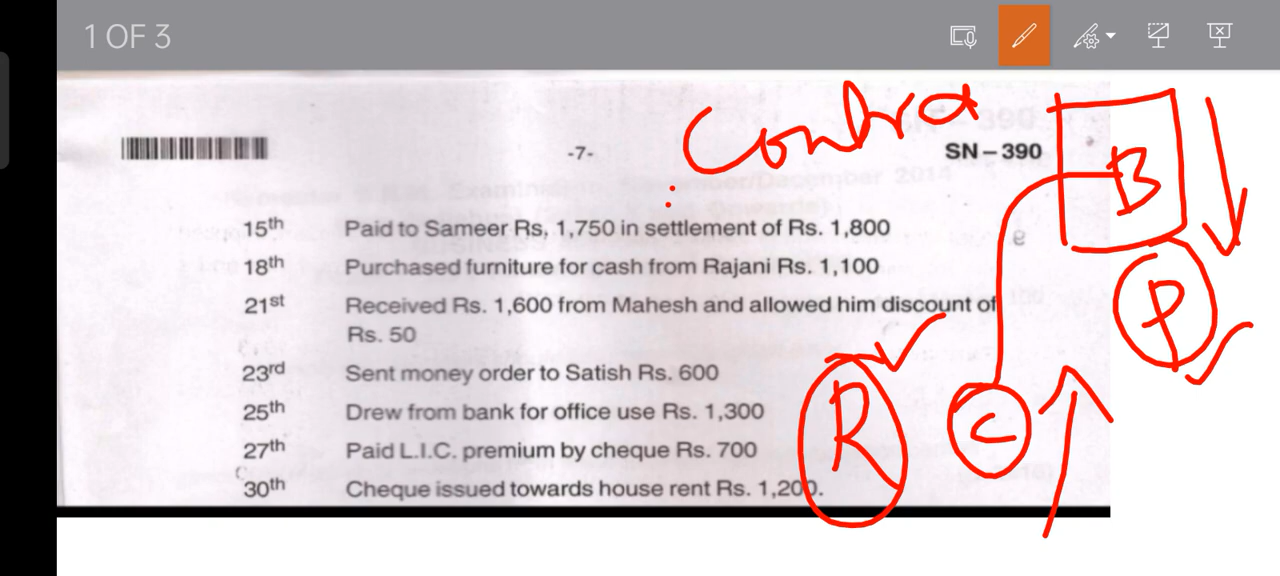 1 OF 3
Contra
-7-
SN-390
B
15th Paid to Sameer Rs, 1,750 in settlement of Rs. 1,800
18th Purchased furniture for cash from Rajani Rs. 1,100
21st Received Rs. 1,600 from Mahesh and allowed him discount of
Rs. 50
P
23rd Sent money order to Satish Rs. 600
25th Drew from bank for office use Rs. 1,300
R
C
27th Paid L.I.C. premium by cheque Rs. 700
30th Cheque issued towards house rent Rs. 1,200.